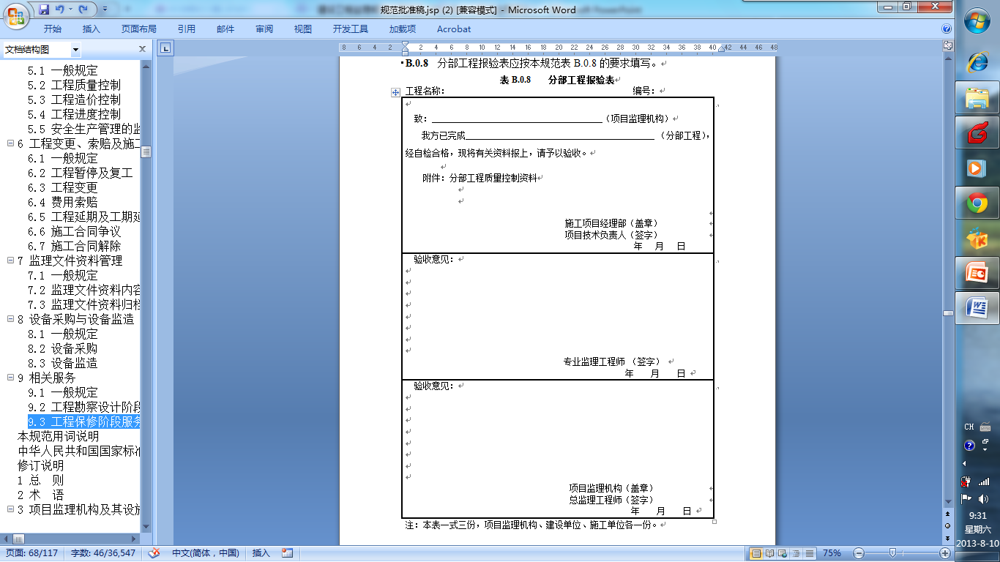 规范批准稿.jsp (2) [兼容模式] - Microsoft Word
开始 插入 页面布局 引用 邮件 审阅 视图 开发工具 加载项 Acrobat
文档结构图
8 6 4 2 2 4 6 8 10 12 14 16 18 20 22 24 26 28 30 32 34 36 38 40 42 44 46 48
5.1 一般规定
5.2 工程质量控制
5.3 工程造价控制
5.4 工程进度控制
5.5 安全生产管理的监
6 工程变更、索赔及施工
6.1 一般规定
6.2 工程暂停及复工
6.3 工程变更
6.4 费用索赔
6.5 工程延期及工期延
6.6 施工合同争议
6.7 施工合同解除
7 监理文件资料管理
7.1 一般规定
7.2 监理文件资料内容
7.3 监理文件资料归档
8 设备采购与设备监造
8.1 一般规定
8.2 设备采购
8.3 设备监造
9 相关服务
9.1 一般规定
9.2 工程勘察设计阶段
9.3 工程保修阶段服务
本规范用词说明
中华人民共和国国家标准
修订说明
1 总 则
2 术 语
3 项目监理机构及其设施
B.0.8 分部工程报验表应按本规范表 B.0.8 的要求填写。
表 B.0.8 分部工程报验表
工程名称: 编号:
致:（项目监理机构）
我方已完成（分部工程），
经自检合格，现将有关资料报上，请予以验收。
附件：分部工程质量控制资料
施工项目经理部（盖章）
项目技术负责人（签字）
年 月 日
验收意见：
专业监理工程师 （签字）
年 月 日
验收意见：
项目监理机构（盖章）
总监理工程师（签字）
年 月 日
注：本表一式三份，项目监理机构、建设单位、施工单位各一份。
页面: 68/117 字数: 46/36,547 中文(简体，中国) 插入 75%
CH
9:31
星期六
2013-8-10